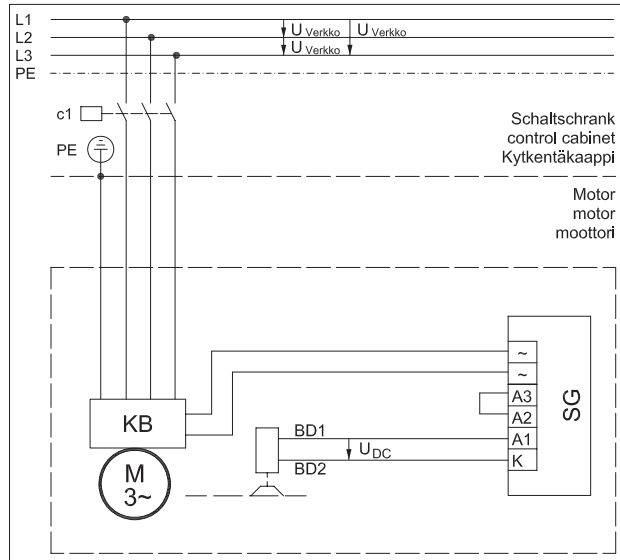 L1
U Verkko U Verkko
L2
U Verkko
L3
PE
c1
PE
Schaltschrank
control cabinet
Kytkentäkaappi
Motor
motor
moottori
~
~
A3
A2
A1
K
SG
KB
BD1
UDC
BD2
M
3~